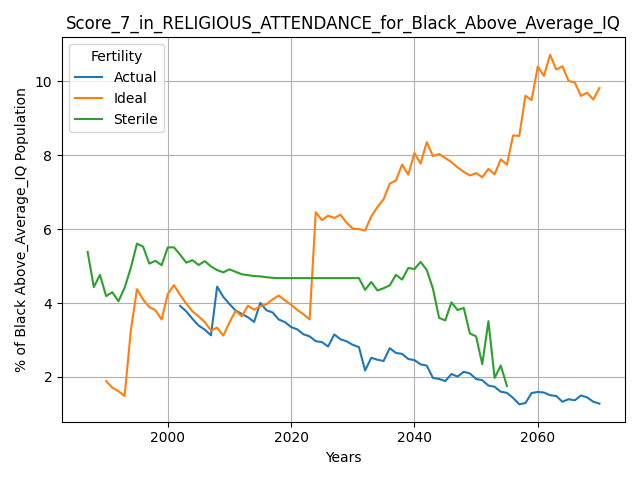 Score_7_in_RELIGIOUS_ATTENDANCE_for_Black_Above_Average_IQ
Fertility
Actual
Ideal
Sterile
% of Black Above_Average_IQ Population
10
8
6
4
2
2000 2020 2040 2060
Years